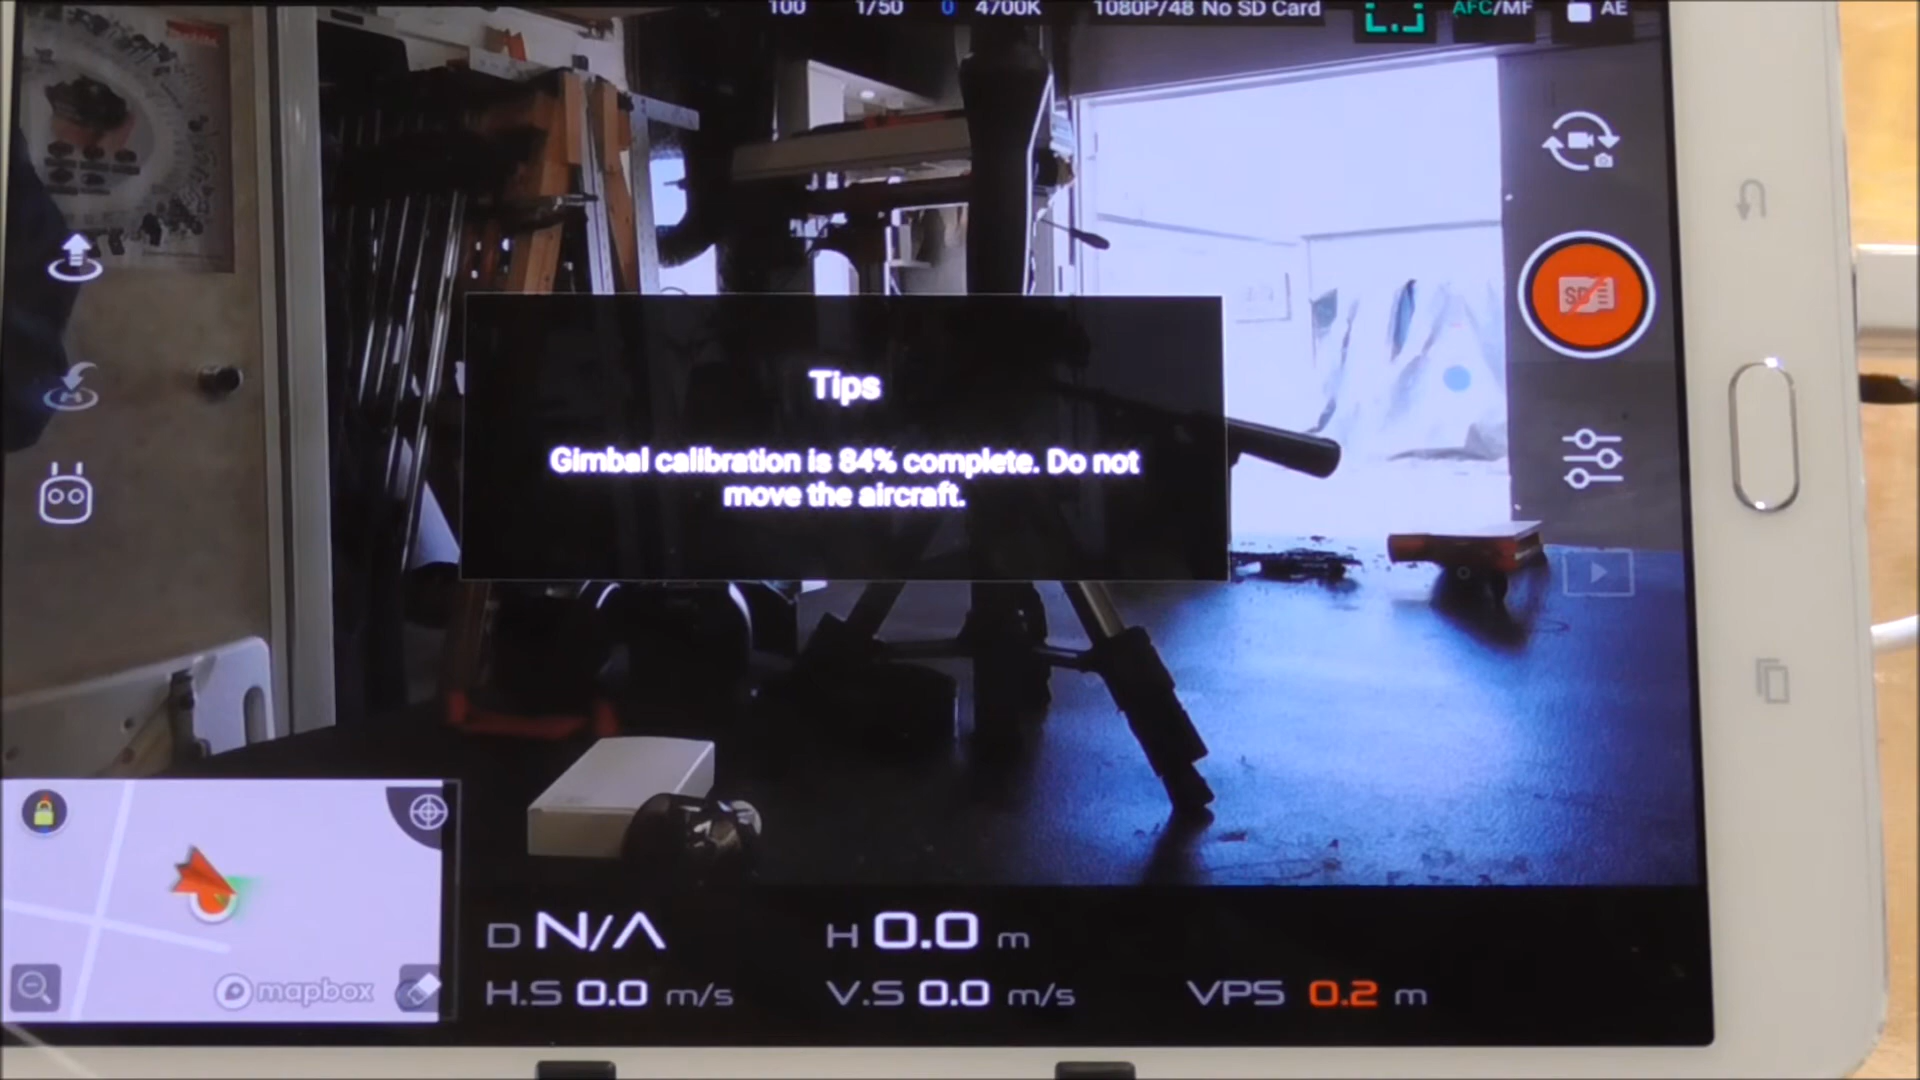 100 1/50 0 4700K 1080P/48 No SD Card AFC/MF AE
SD
Tips
Gimbal calibration is 84% complete. Do not
move the aircraft.
mapbox
D N/A H 0.0 m
H.S 0.0 m/s V.S 0.0 m/s VPS 0.2 m